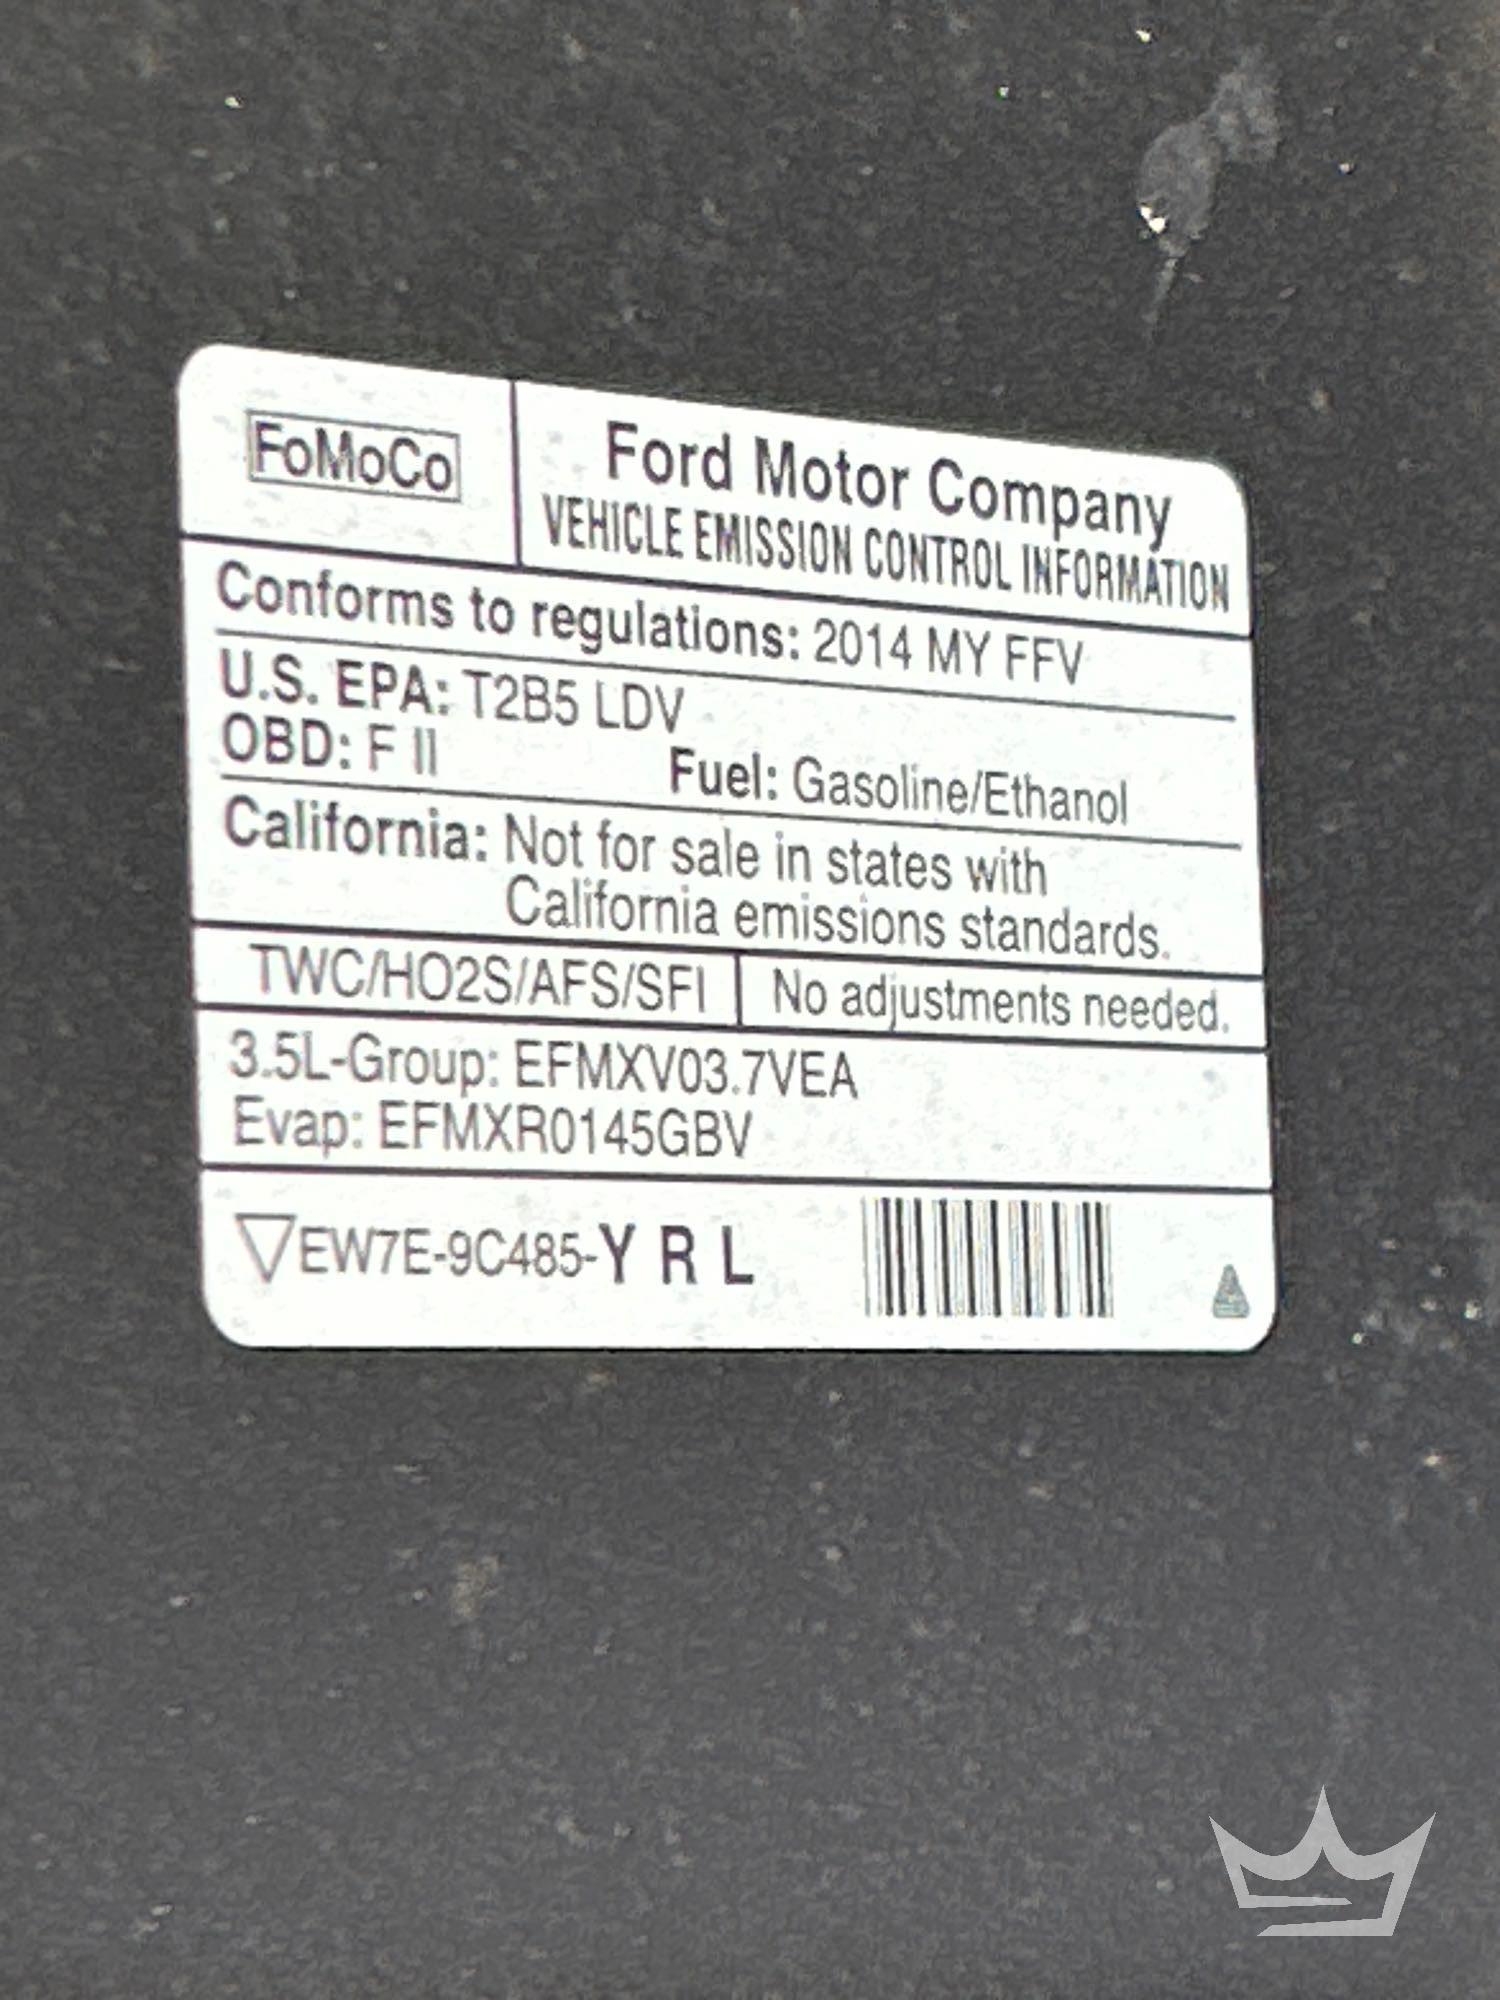 FoMoCo
Ford Motor Company
VEHICLE EMISSION CONTROL INFORMATION
Conforms to regulations: 2014 MY FFV
U.S. EPA: T2B5 LDV
OBD: F II Fuel: Gasoline/Ethanol
California: Not for sale in states with
California emissions standards.
TWC/HO2S/AFS/SFI No adjustments needed.
3.5L-Group: EFMXV03.7VEA
Evap: EFMXR0145GBV
▽EW7E-9C485-Y R L